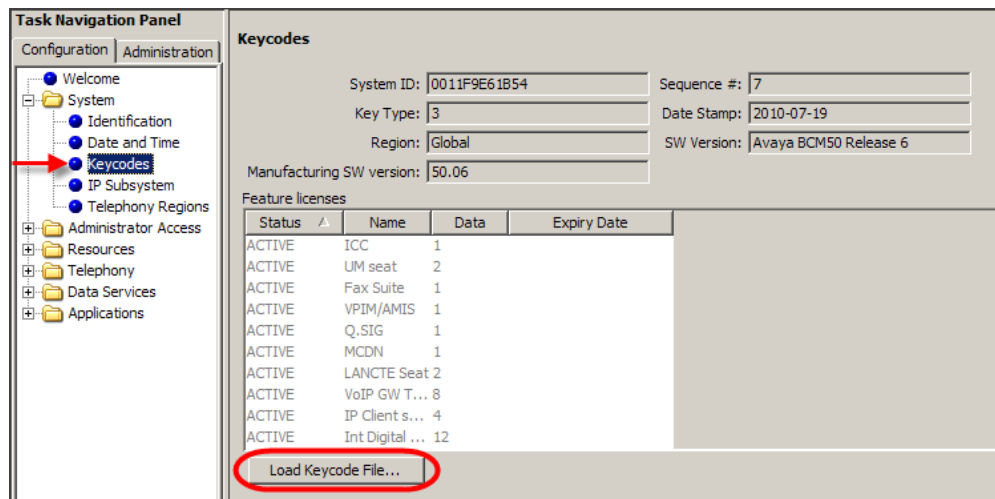 Task Navigation Panel
Configuration Administration
Welcome
System
Identification
Date and Time
Keycodes
IP Subsystem
Telephony Regions
Administrator Access
Resources
Telephony
Data Services
Applications
Keycodes
System ID: 0011F9E61B54 Sequence #: 7
Key Type: 3 Date Stamp: 2010-07-19
Region: Global SW Version: Avaya BCM50 Release 6
Manufacturing SW version: 50.06
Feature licenses
Status Name Data Expiry Date
ACTIVE ICC 1
ACTIVE UM seat 2
ACTIVE Fax Suite 1
ACTIVE VPIM/AMIS 1
ACTIVE Q.SIG 1
ACTIVE MCDN 1
ACTIVE LANCTE Seat 2
ACTIVE VoIP GW T... 8
ACTIVE IP Client s... 4
ACTIVE Int Digital ... 12
Load Keycode File...